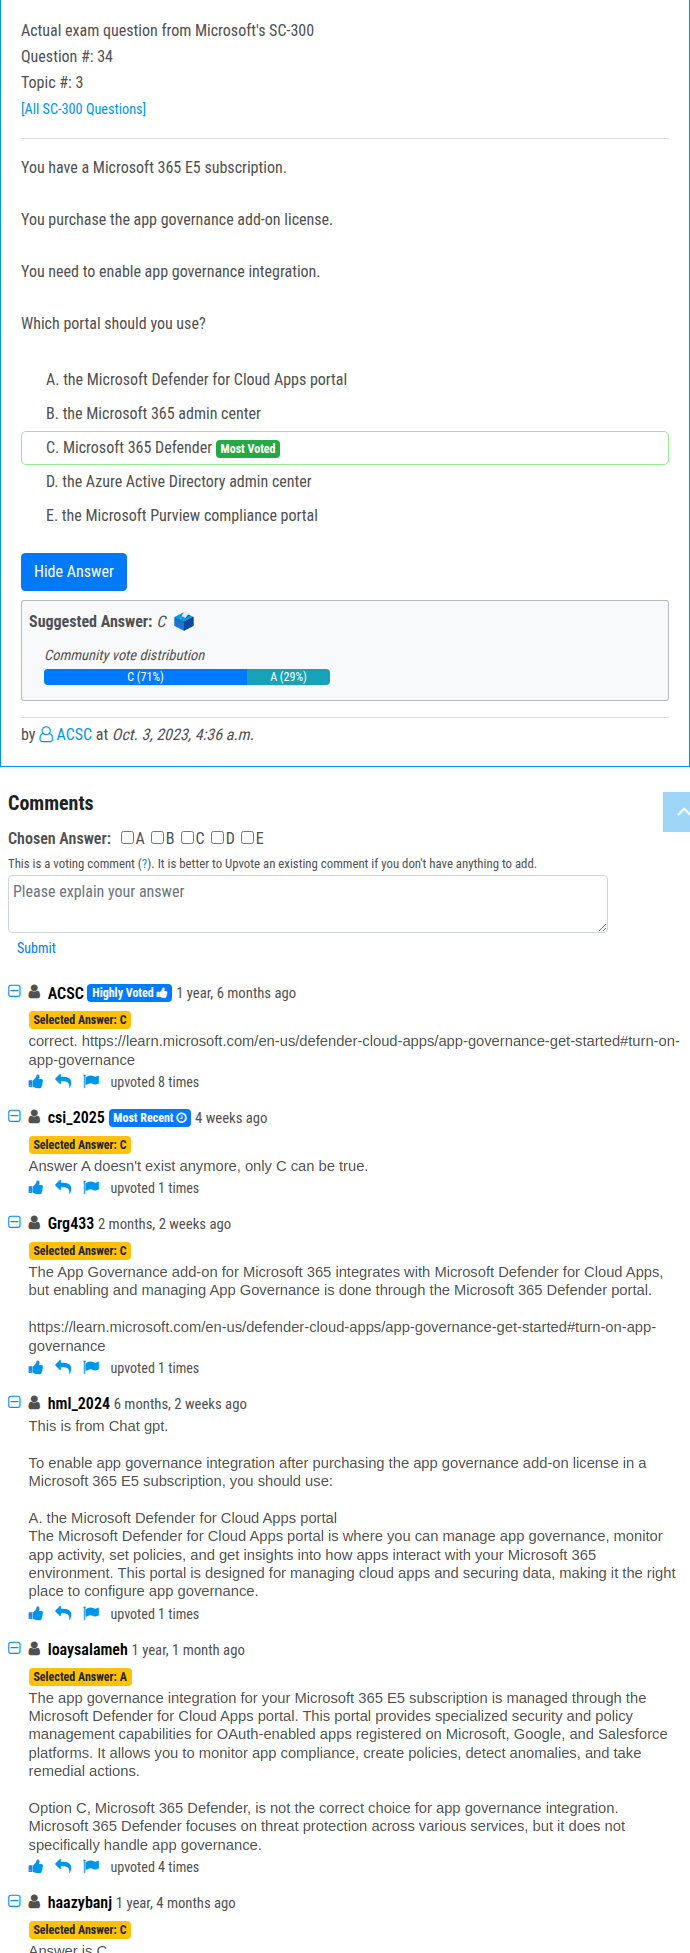 Actual exam question from Microsoft's SC-300
Question #: 34
Topic #: 3
[All SC-300 Questions]
You have a Microsoft 365 E5 subscription.
You purchase the app governance add-on license.
You need to enable app governance integration.
Which portal should you use?
A. the Microsoft Defender for Cloud Apps portal
B. the Microsoft 365 admin center
C. Microsoft 365 Defender Most Voted
D. the Azure Active Directory admin center
E. the Microsoft Purview compliance portal
Hide Answer
Suggested Answer: C
Community vote distribution
C (71%) A (29%)
by ACSC at Oct. 3, 2023, 4:36 a.m.
Comments
Chosen Answer: A B C D E
This is a voting comment (?). It is better to Upvote an existing comment if you don't have anything to add.
Please explain your answer
Submit
ACSC Highly Voted 1 year, 6 months ago
Selected Answer: C
correct. https://learn.microsoft.com/en-us/defender-cloud-apps/app-governance-get-started#turn-on-
app-governance
upvoted 8 times
csi_2025 Most Recent 4 weeks ago
Selected Answer: C
Answer A doesn't exist anymore, only C can be true.
upvoted 1 times
Grg433 2 months, 2 weeks ago
Selected Answer: C
The App Governance add-on for Microsoft 365 integrates with Microsoft Defender for Cloud Apps,
but enabling and managing App Governance is done through the Microsoft 365 Defender portal.
https://learn.microsoft.com/en-us/defender-cloud-apps/app-governance-get-started#turn-on-app-
governance
upvoted 1 times
hml_2024 6 months, 2 weeks ago
This is from Chat gpt.
To enable app governance integration after purchasing the app governance add-on license in a
Microsoft 365 E5 subscription, you should use:
A. the Microsoft Defender for Cloud Apps portal
The Microsoft Defender for Cloud Apps portal is where you can manage app governance, monitor
app activity, set policies, and get insights into how apps interact with your Microsoft 365
environment. This portal is designed for managing cloud apps and securing data, making it the right
place to configure app governance.
upvoted 1 times
loaysalameh 1 year, 1 month ago
Selected Answer: A
The app governance integration for your Microsoft 365 E5 subscription is managed through the
Microsoft Defender for Cloud Apps portal. This portal provides specialized security and policy
management capabilities for OAuth-enabled apps registered on Microsoft, Google, and Salesforce
platforms. It allows you to monitor app compliance, create policies, detect anomalies, and take
remedial actions.
Option C, Microsoft 365 Defender, is not the correct choice for app governance integration.
Microsoft 365 Defender focuses on threat protection across various services, but it does not
specifically handle app governance.
upvoted 4 times
haazybanj 1 year, 4 months ago
Selected Answer: C
Answer is C